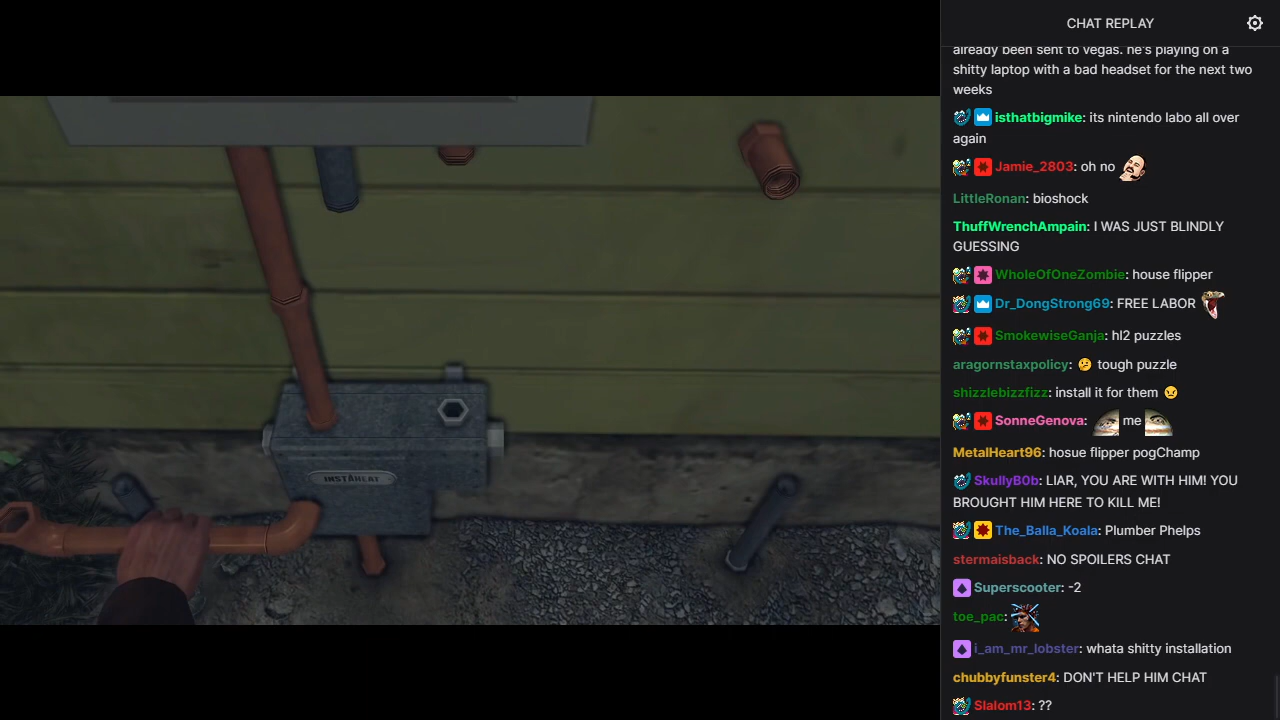 CHAT REPLAY
already been sent to vegas. he's playing on a
shitty laptop with a bad headset for the next two
weeks
isthatbigmike: its nintendo labo all over
again
Jamie_2803: oh no
LittleRonan: bioshock
ThuffWrenchAmpain: I WAS JUST BLINDLY
GUESSING
WholeOfOneZombie: house flipper
Dr_DongStrong69: FREE LABOR
SmokewiseGanja: hl2 puzzles
aragornstaxpolicy: 🤔 tough puzzle
shizzlebizzfizz: install it for them 😠
SonneGenova: me
MetalHeart96: hosue flipper pogChamp
SkullyB0b: LIAR, YOU ARE WITH HIM! YOU
BROUGHT HIM HERE TO KILL ME!
The_Balla_Koala: Plumber Phelps
stermaisback: NO SPOILERS CHAT
Superscooter: -2
toe_pac:
i_am_mr_lobster: whata shitty installation
chubbyfunster4: DON'T HELP HIM CHAT
Slalom13: ??
INSTAHEAT